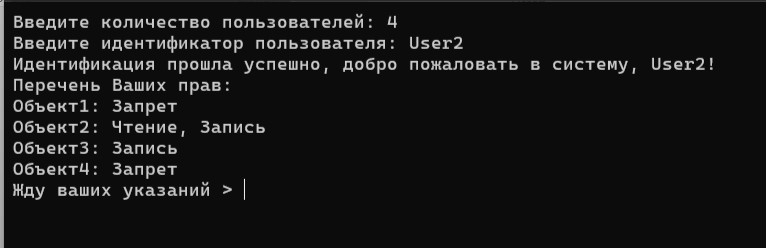 Введите количество пользователей: 4
Введите идентификатор пользователя: User2
Идентификация прошла успешно, добро пожаловать в систему, User2!
Перечень Ваших прав:
Объект1: Запрет
Объект2: Чтение, Запись
Объект3: Запись
Объект4: Запрет
Жду ваших указаний >